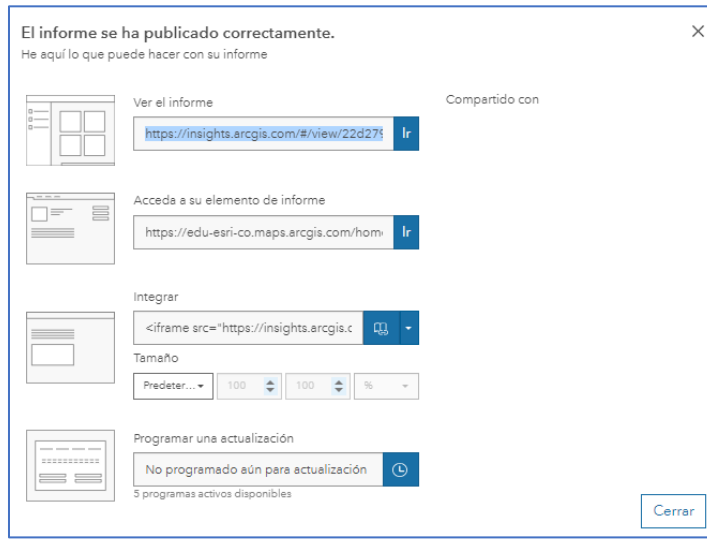 El informe se ha publicado correctamente.
He aquí lo que puede hacer con su informe
Ver el informe
Compartido con
https://insights.arcgis.com/#/view/22d279
Ir
Acceda a su elemento de informe
https://edu-esri-co.maps.arcgis.com/hom
Ir
Integrar
<iframe src="https://insights.arcgis.c
Tamaño
Predeter... 100 100 %
Programar una actualización
No programado aún para actualización
5 programas activos disponibles
Cerrar